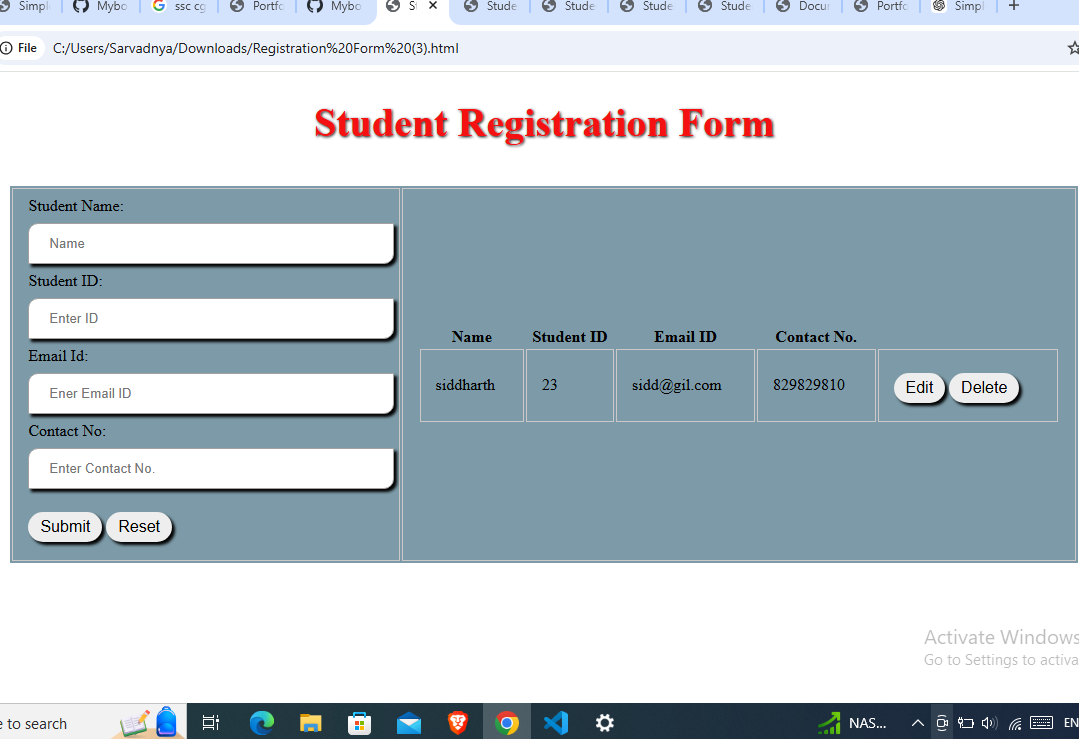 Simpl
Mybo
ssc cg
Portfo
Mybo
Stude
Stude
Stude
Stude
Docur
Portfo
Simpl
File C:/Users/Sarvadnya/Downloads/Registration%20Form%20(3).html
Student Registration Form
Student Name:
Name
Student ID:
Enter ID
Email Id:
Ener Email ID
Contact No:
Enter Contact No.
Submit Reset
Name Student ID Email ID Contact No.
siddharth 23 sidd@gil.com 829829810 Edit Delete
Activate Windows
Go to Settings to activa
e to search
NAS...
EN